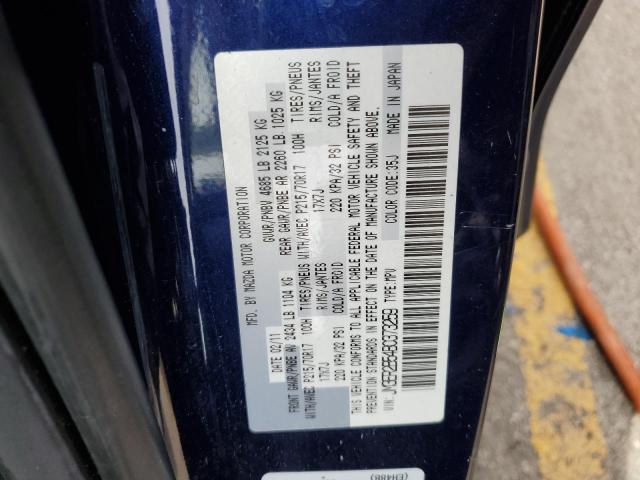 MFD. BY MAZDA MOTOR CORPORATION
DATE 02/11 GVWR/PNBV 4685 LB 2125 KG
FRONT GAWR/PNBE AV 2434 LB 1104 KG REAR GAWR/PNBE AR 2260 LB 1025 KG
WITH/AVEC P215/70R17 100H TIRES/PNEUS WITH/AVEC P215/70R17 100H TIRES/PNEUS
17X7J RIMS/JANTES 17X7J RIMS/JANTES
220 KPA/32 PSI COLD/A FROID 220 KPA/32 PSI COLD/A FROID
THIS VEHICLE CONFORMS TO ALL APPLICABLE FEDERAL MOTOR VEHICLE SAFETY AND THEFT
PREVENTION STANDARDS IN EFFECT ON THE DATE OF MANUFACTURE SHOWN ABOVE.
VIN: TYPE:MPV COLOR CODE:35J MADE IN JAPAN
(EH48B)